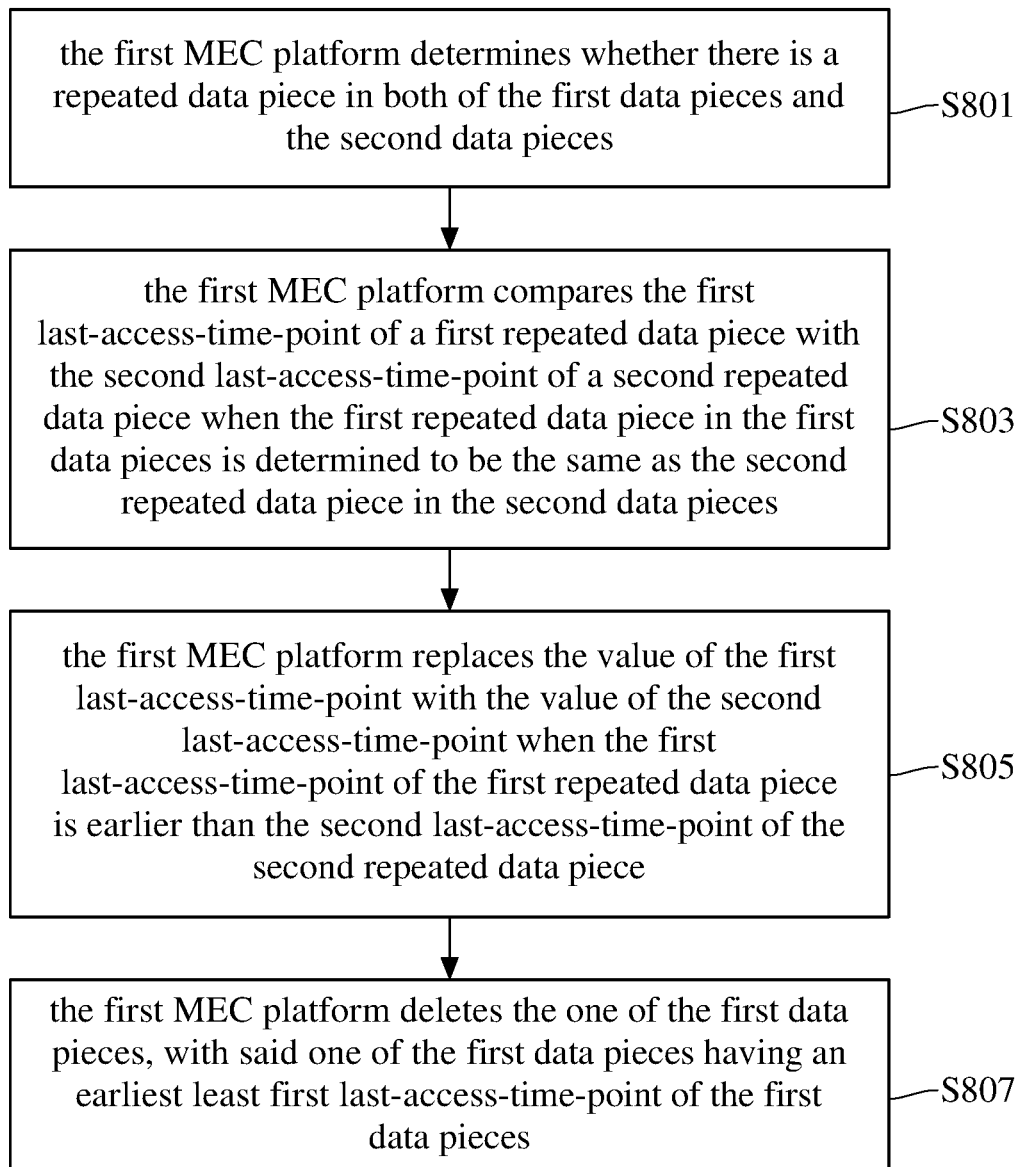 the first MEC platform determines whether there is a
repeated data piece in both of the first data pieces and
the second data pieces
S801
the first MEC platform compares the first
last-access-time-point of a first repeated data piece with
the second last-access-time-point of a second repeated
data piece when the first repeated data piece in the first
data pieces is determined to be the same as the second
repeated data piece in the second data pieces
S803
the first MEC platform replaces the value of the first
last-access-time-point with the value of the second
last-access-time-point when the first
last-access-time-point of the first repeated data piece
is earlier than the second last-access-time-point of the
second repeated data piece
S805
the first MEC platform deletes the one of the first data
pieces, with said one of the first data pieces having an
earliest least first last-access-time-point of the first
data pieces
S807